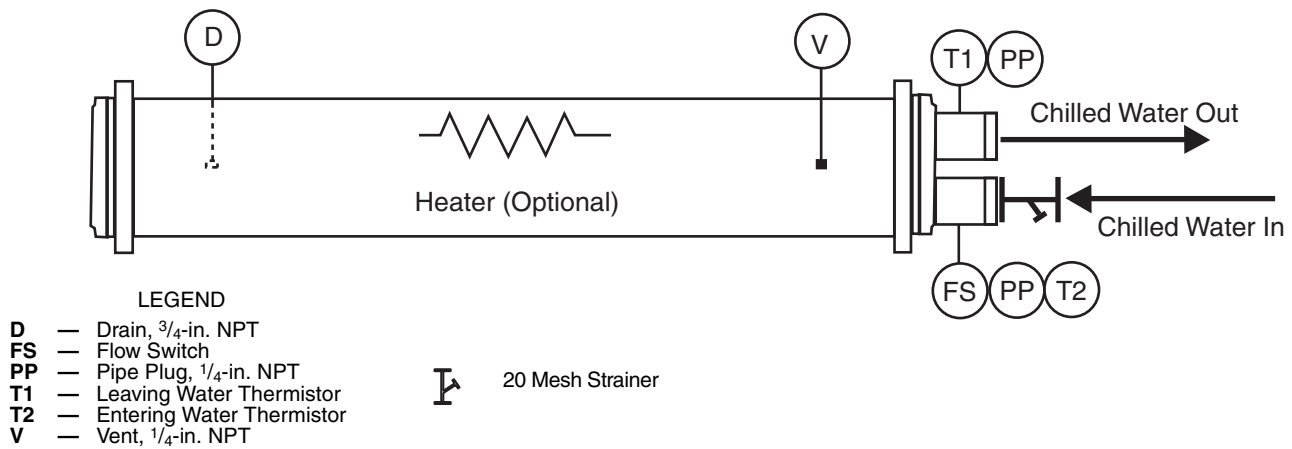 D
V
T1 PP
Chilled Water Out
Heater (Optional)
Chilled Water In
FS PP T2
LEGEND
D — Drain, 3/4-in. NPT
FS — Flow Switch
PP — Pipe Plug, 1/4-in. NPT
T1 — Leaving Water Thermistor
T2 — Entering Water Thermistor
V — Vent, 1/4-in. NPT
20 Mesh Strainer